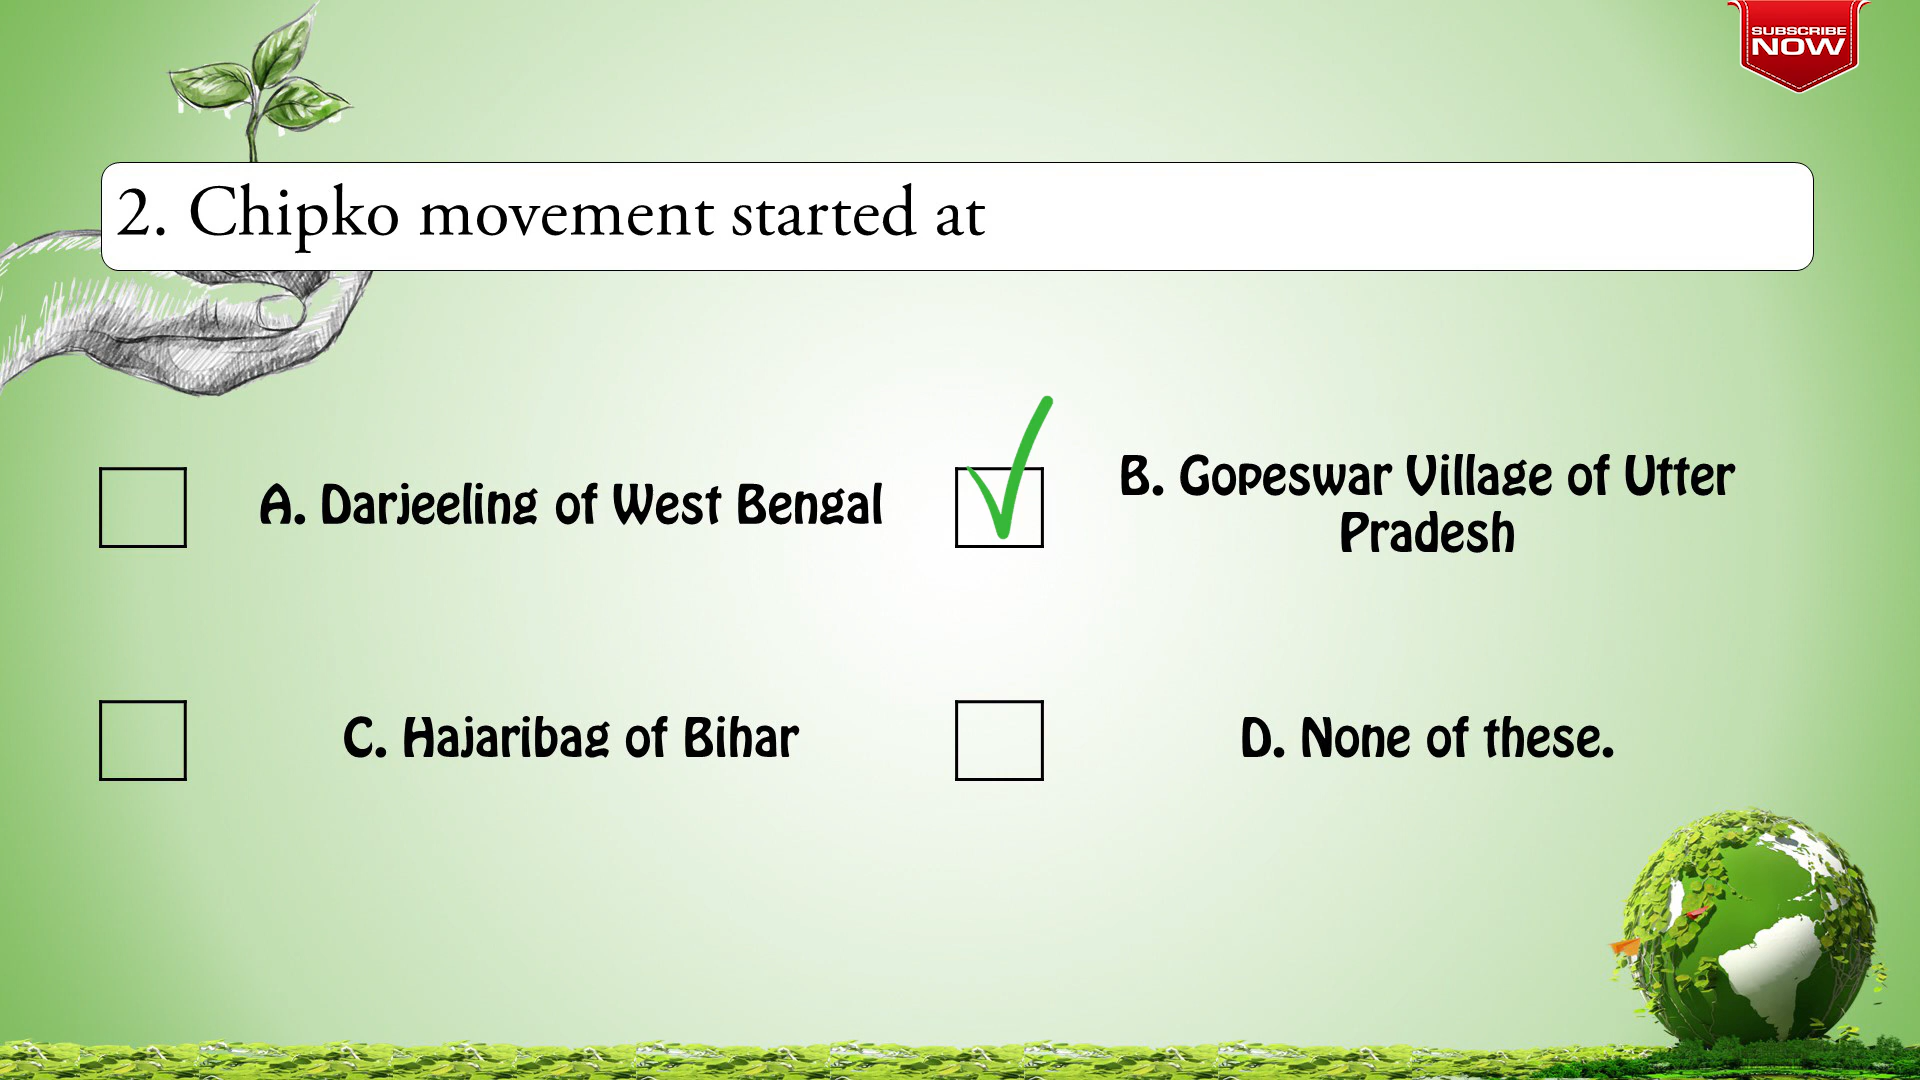 SUBSCRIBE
NOW
2. Chipko movement started at
A. Darjeeling of West Bengal
B. Gopeswar Village of Utter
Pradesh
C. Hajaribag of Bihar
D. None of these.